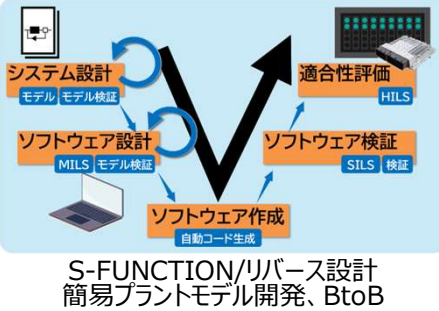 システム設計
モデル モデル検証
適合性評価
HILS
ソフトウェア設計
MILS モデル検証
ソフトウェア検証
SILS 検証
ソフトウェア作成
自動コード生成
S-FUNCTION/リバース設計
簡易プラントモデル開発、BtoB